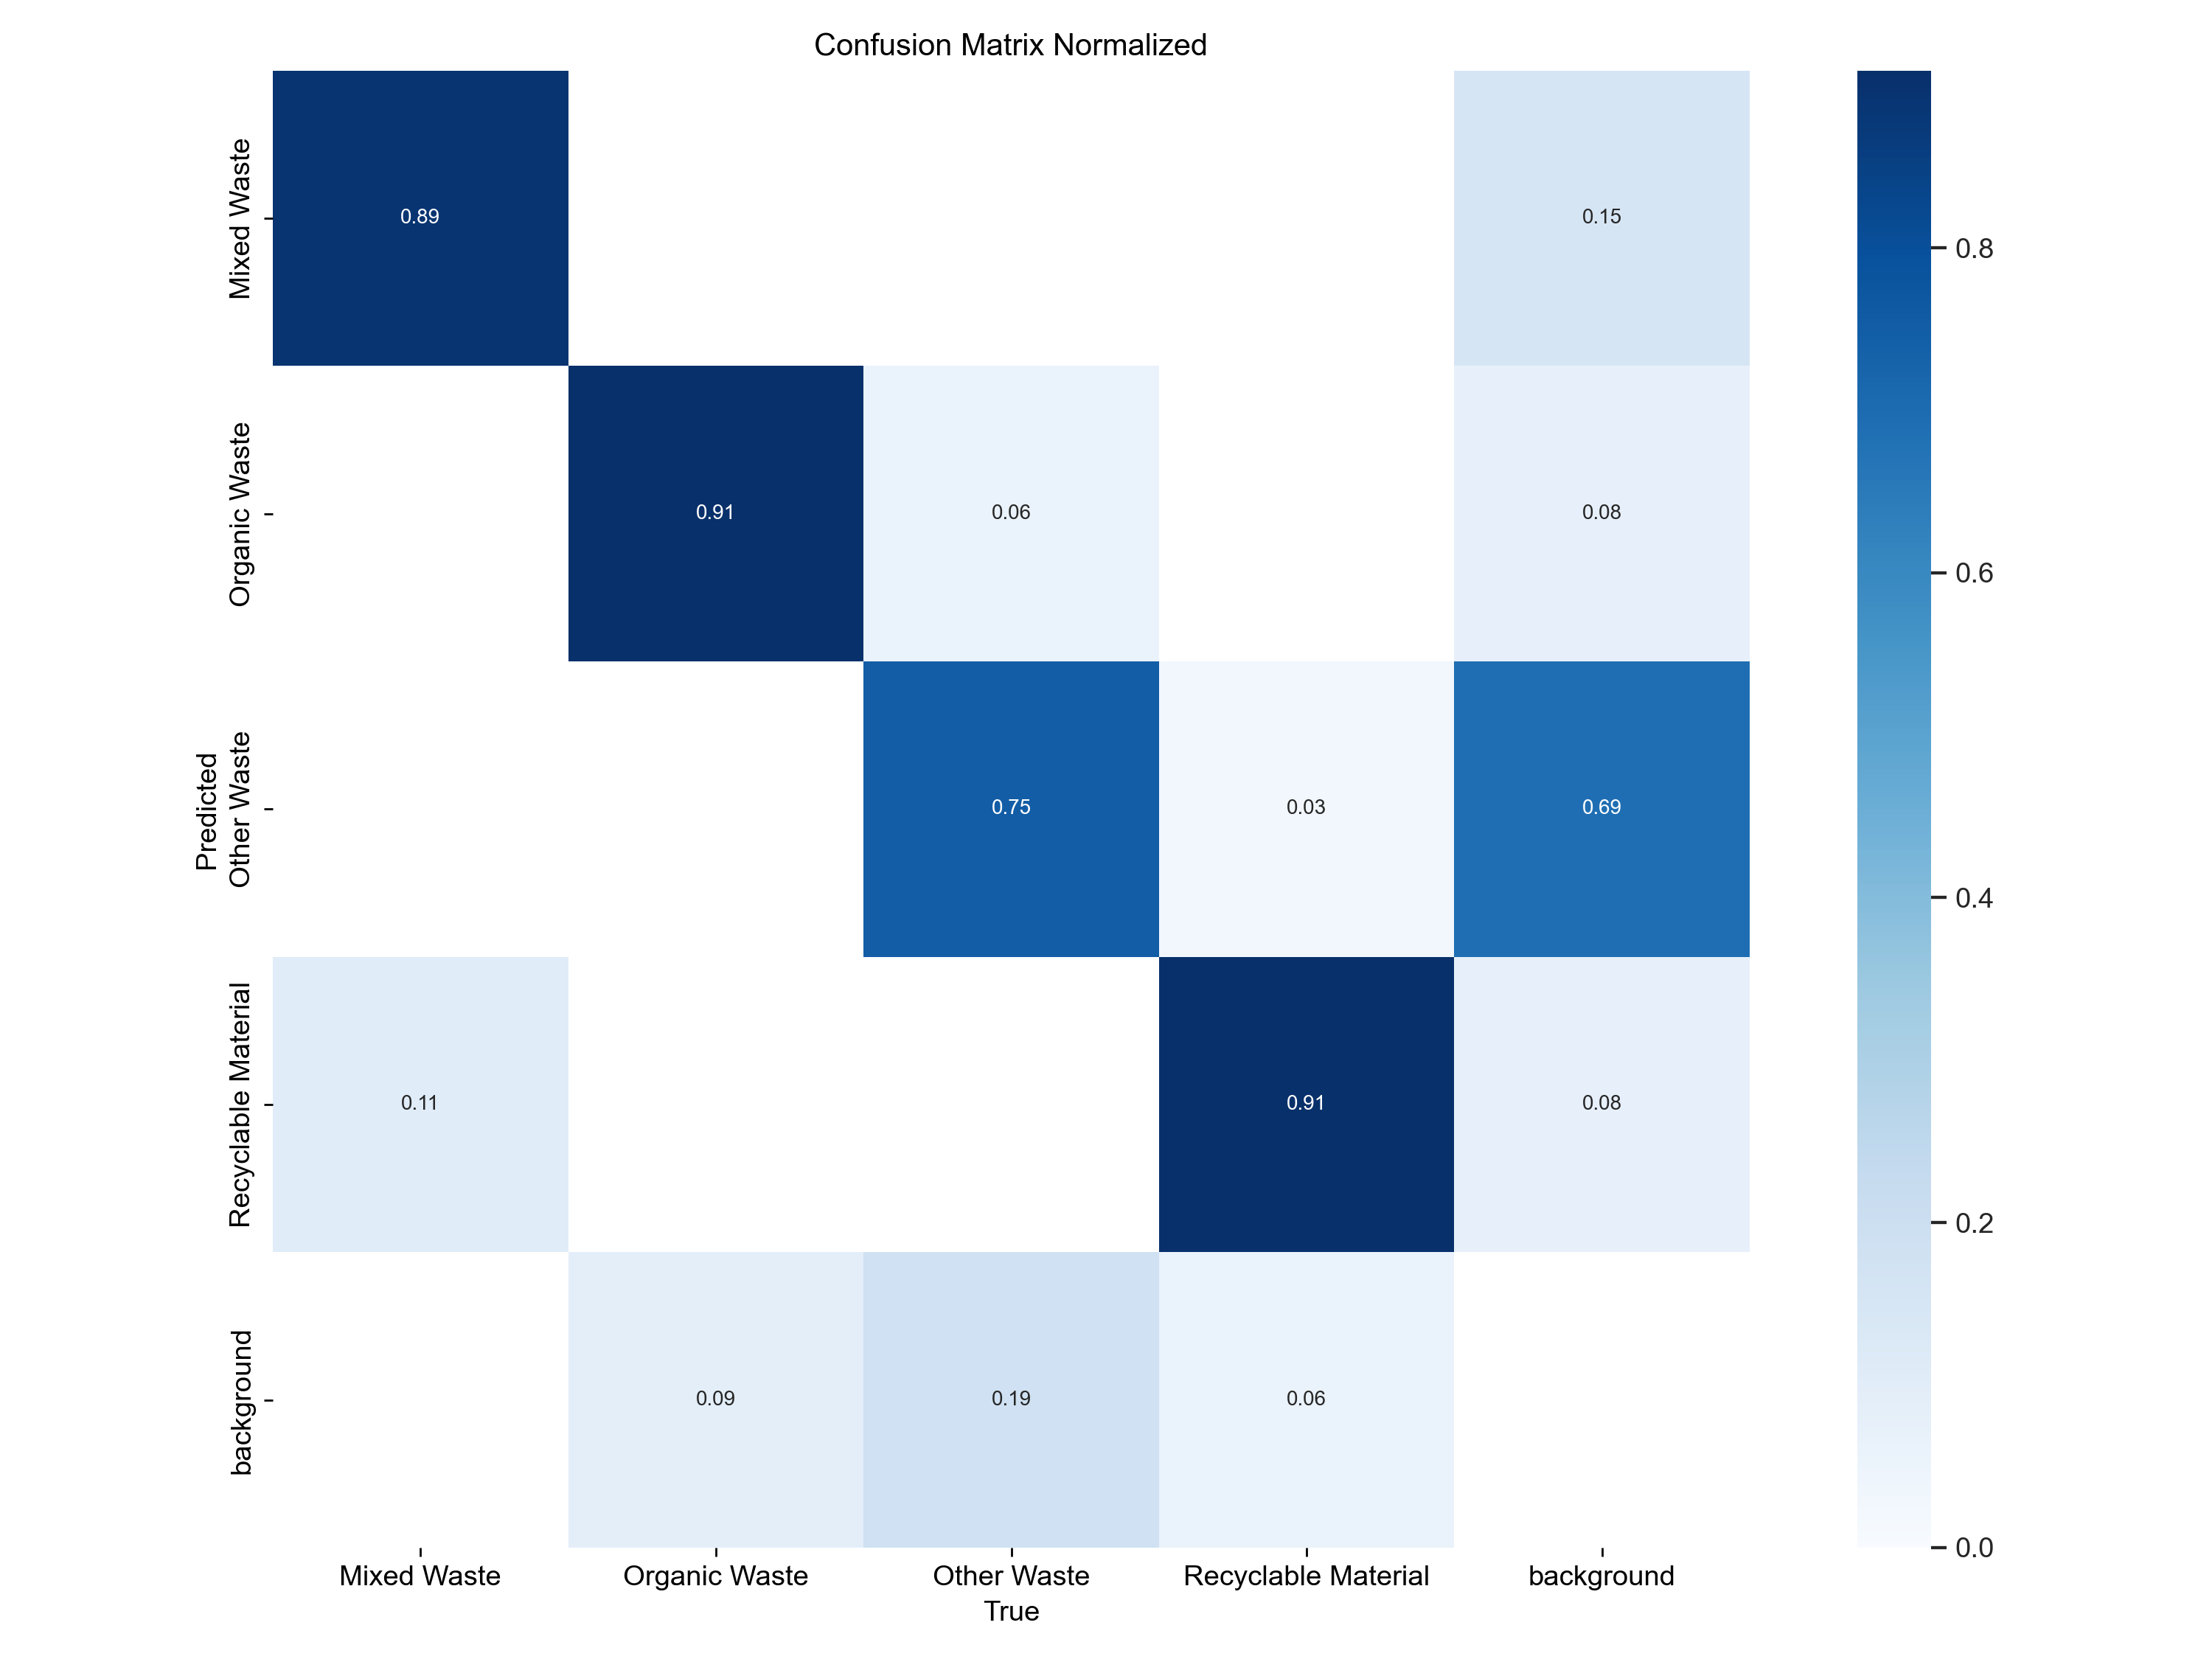 Confusion Matrix Normalized
Mixed Waste
0.89
0.15
0.8
Organic Waste
0.91
0.06
0.08
0.6
Predicted
Other Waste
0.75
0.03
0.69
0.4
Recyclable Material
0.11
0.91
0.08
0.2
background
0.09
0.19
0.06
0.0
Mixed Waste
Organic Waste
Other Waste
Recyclable Material
background
True